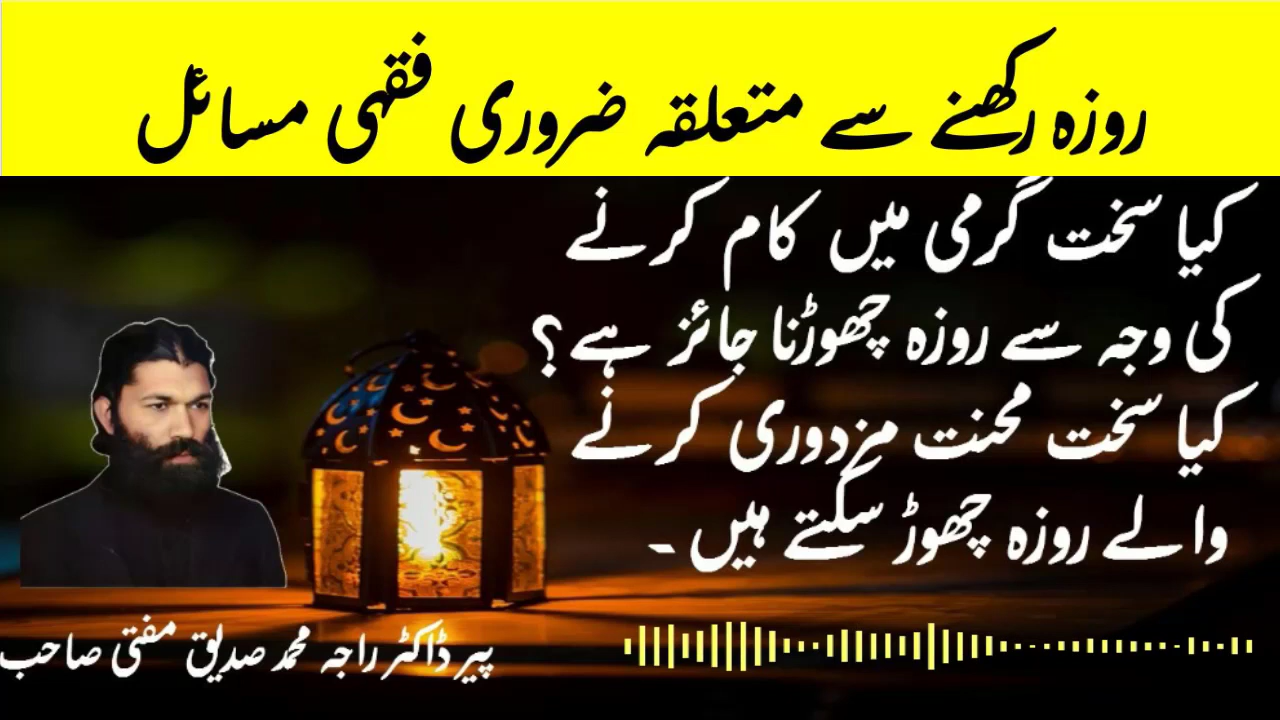 روزہ رکھنے سے متعلقہ ضروری فقہی مسائل
کیا سخت گرمی میں کام کرنے
کی وجہ سے روزہ چھوڑنا جائز ہے؟
کیا سخت محنت مزدوری کرنے
والے روزہ چھوڑ سکتے ہیں۔
پیر ڈاکٹر راجہ محمد صدیق مفتی صاحب